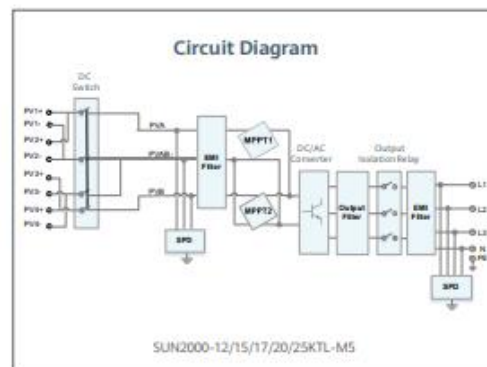 Circuit Diagram
DC
Switch
PV1+
PV1-
PV2+
PV2-
PV3+
PV3-
PV4-
PVA
PVAB-
PVB
EMI
Filter
SPD
MPPT1
MPPT2
DC/AC
Converter
Output
Filter
Output
Isolation Relay
EMI
Filter
L1
L2
L3
N
PE
SPD
SUN2000-12/15/17/20/25KTL-M5